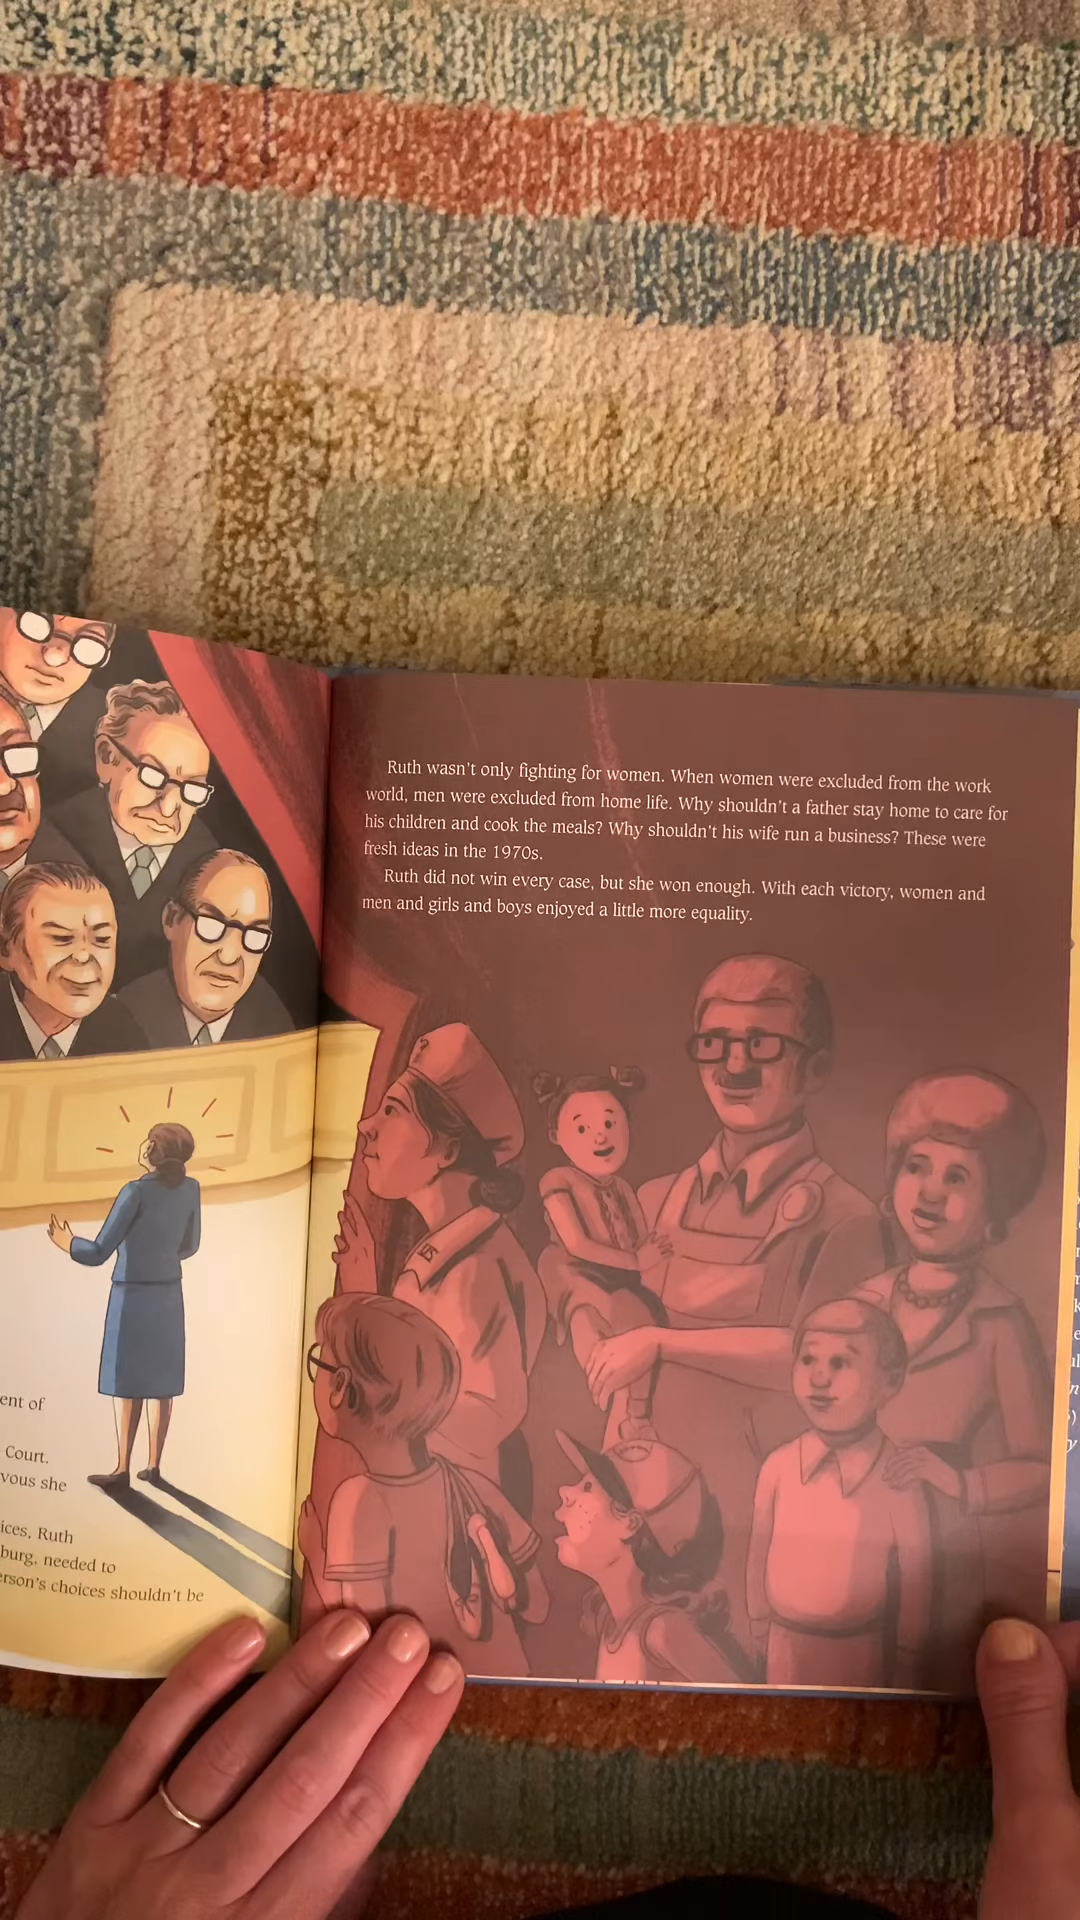 ent of
Court.
vous she
ices, Ruth
burg, needed to
erson's choices shouldn't be
Ruth wasn't only fighting for women. When women were excluded from the work
world, men were excluded from home life. Why shouldn't a father stay home to care for
his children and cook the meals? Why shouldn't his wife run a business? These were
fresh ideas in the 1970s.
Ruth did not win every case, but she won enough. With each victory, women and
men and girls and boys enjoyed a little more equality.
US